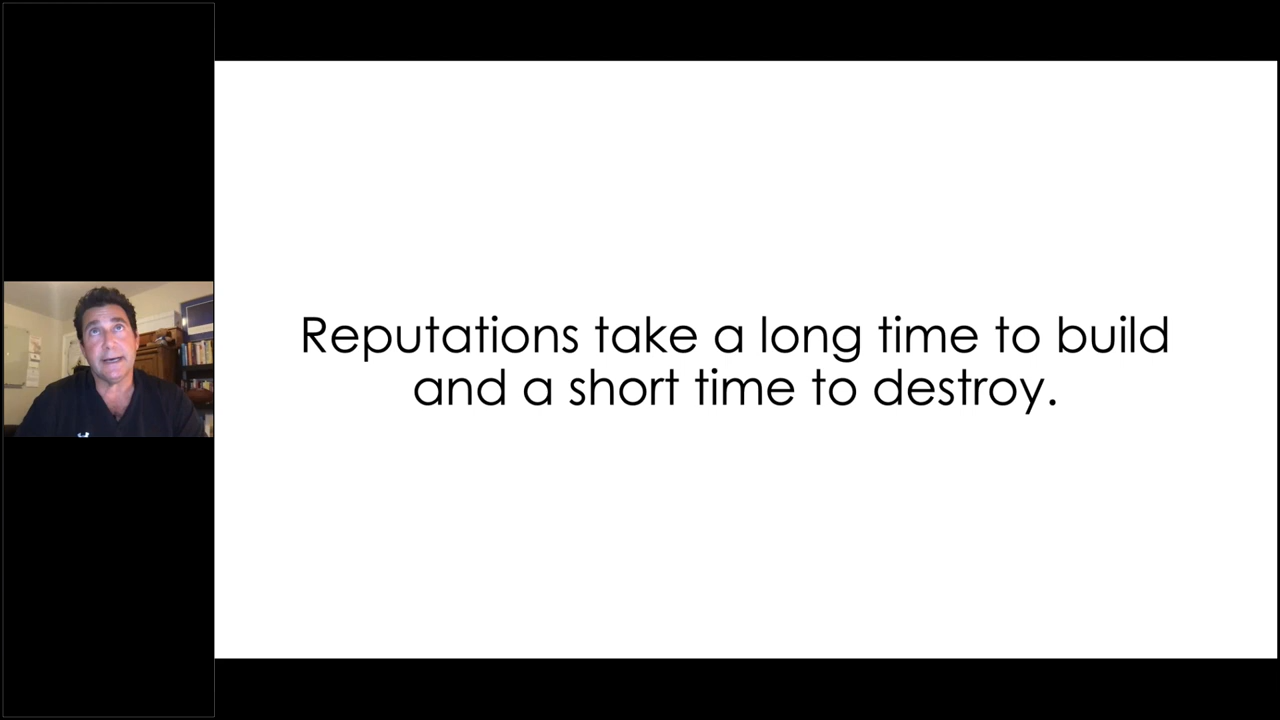 Reputations take a long time to build
and a short time to destroy.